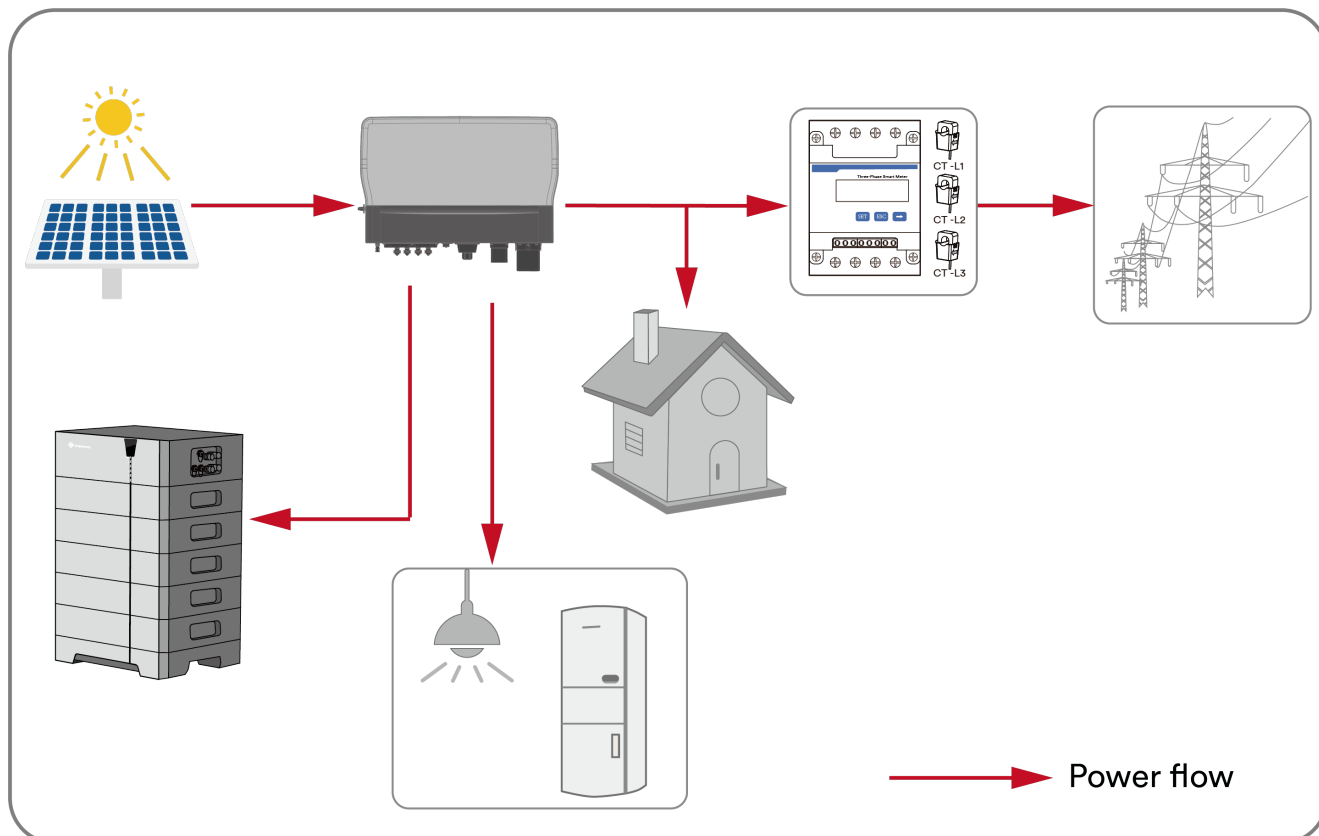 Three-Phase Smart Meter
SET ESC
CT-L1
CT-L2
CT-L3
Power flow